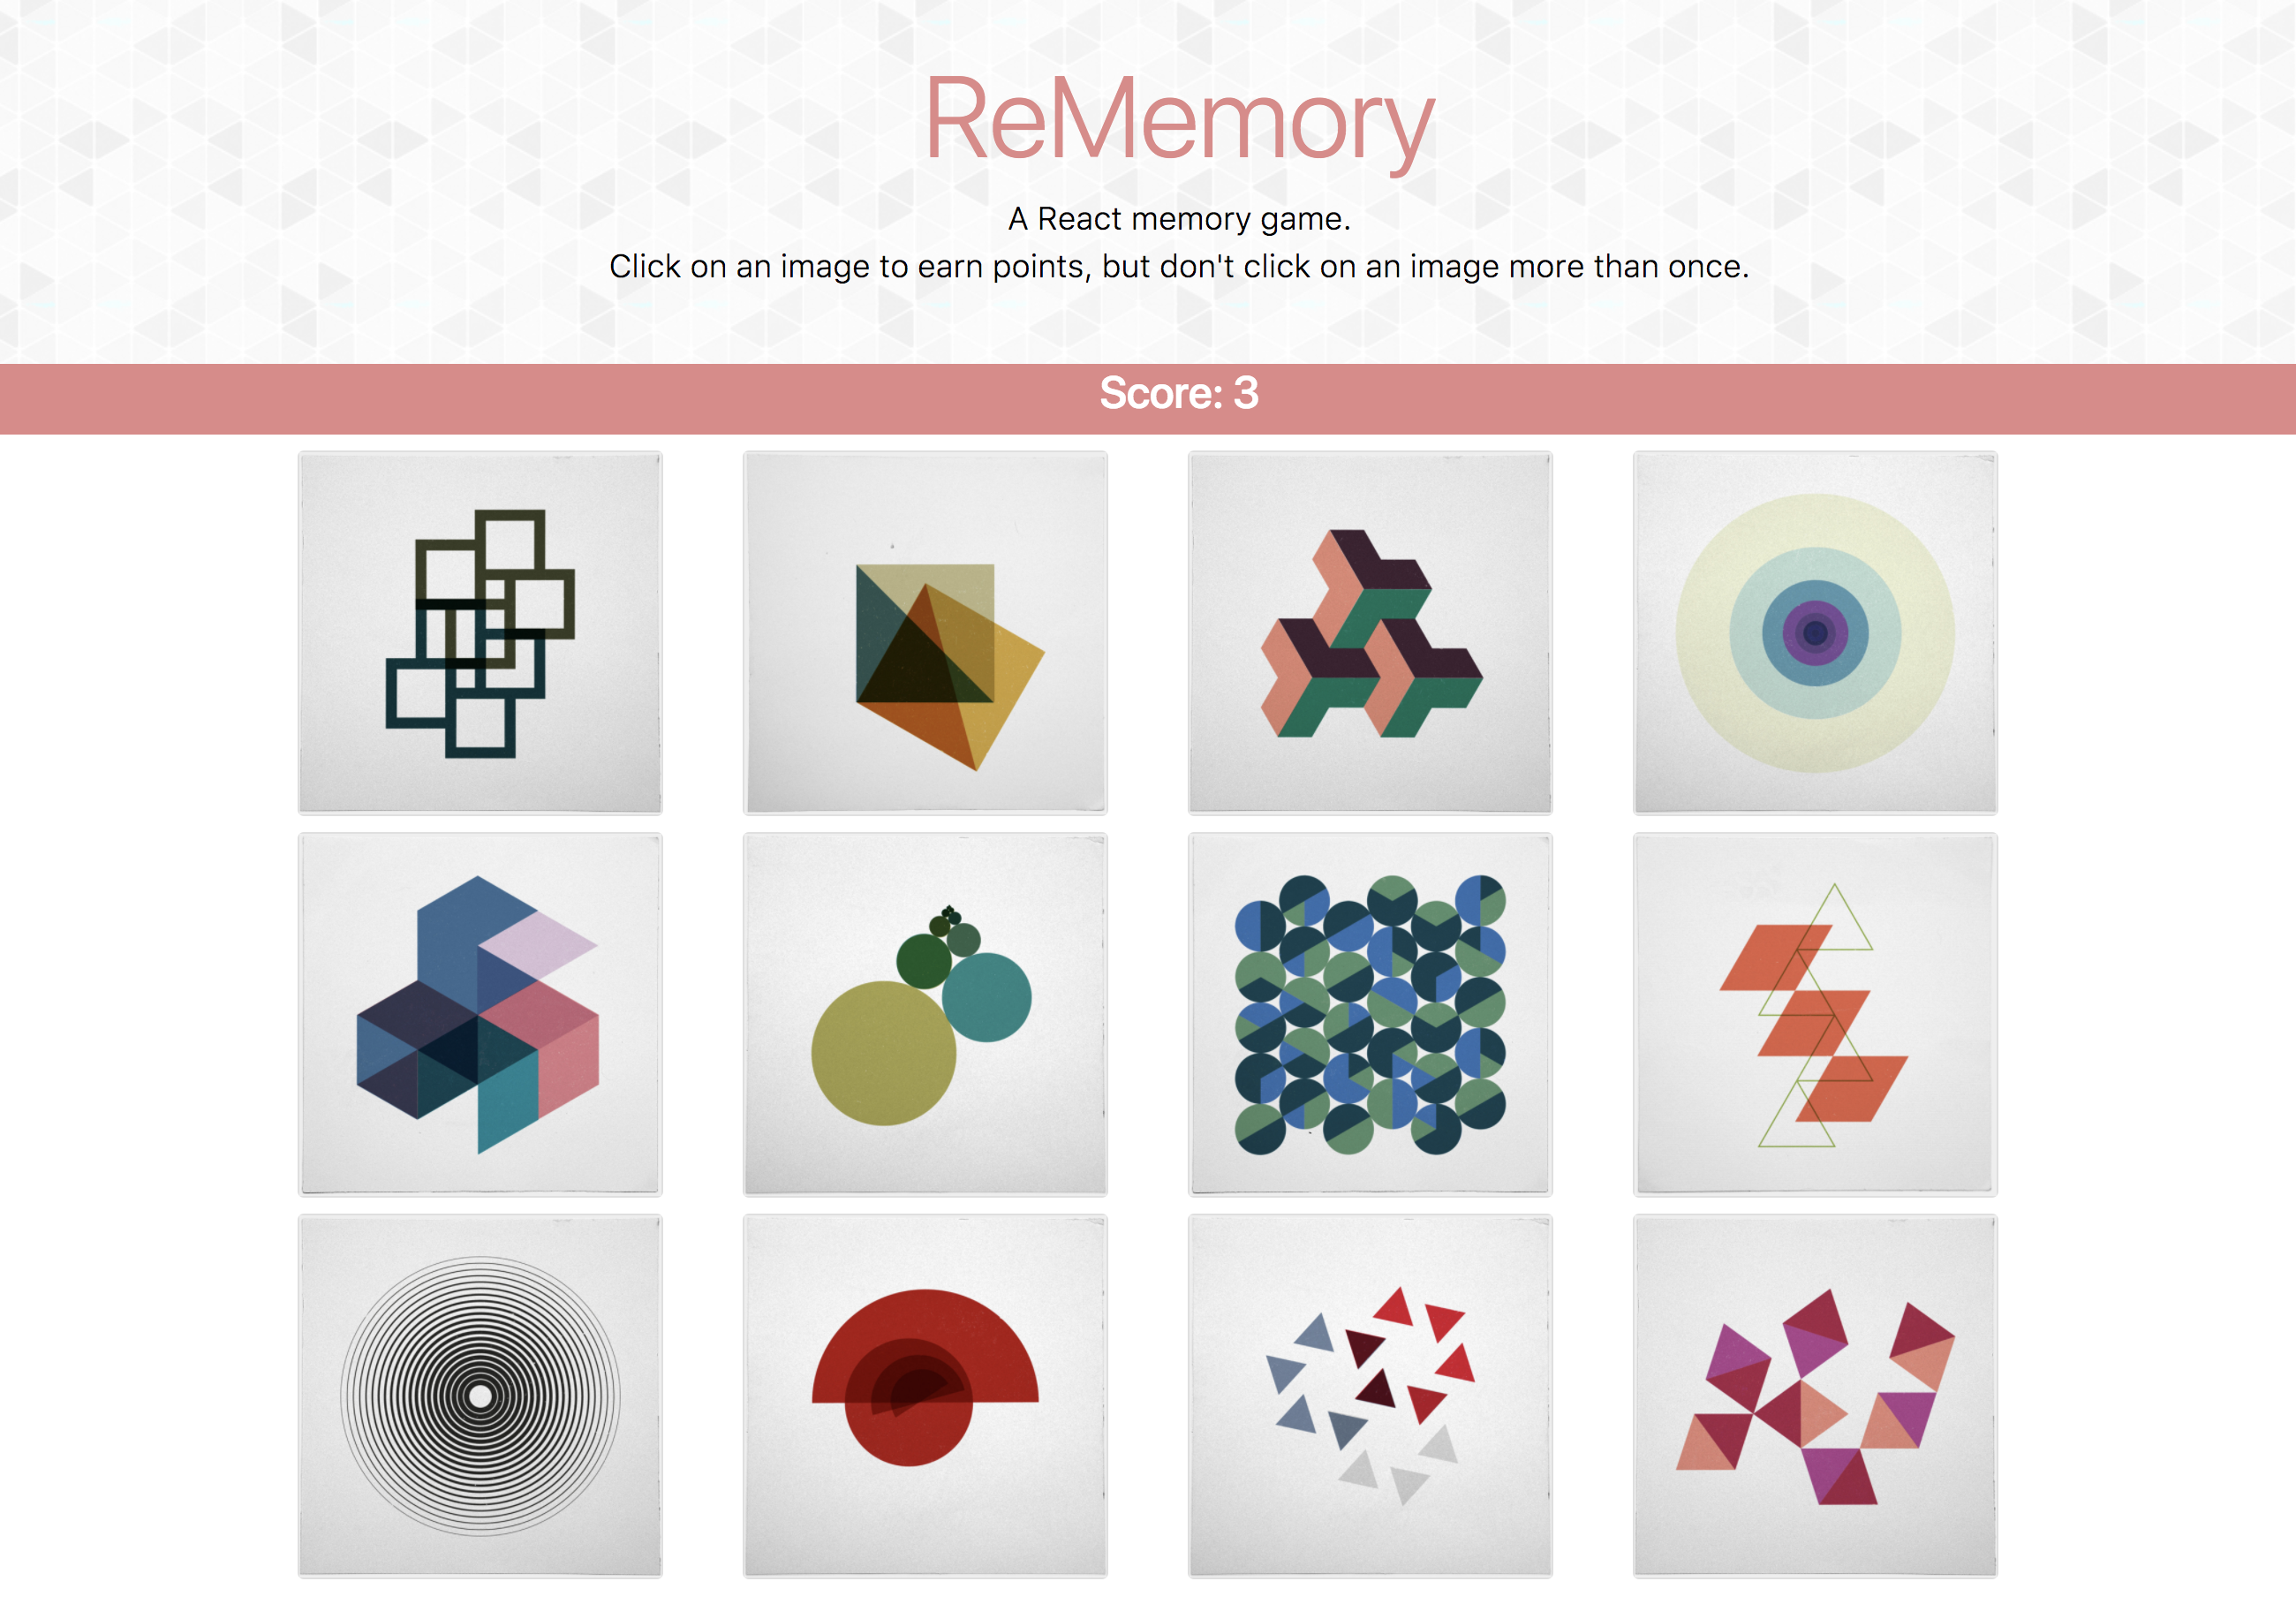 ReMemory
A React memory game.
Click on an image to earn points, but don't click on an image more than once.
Score: 3